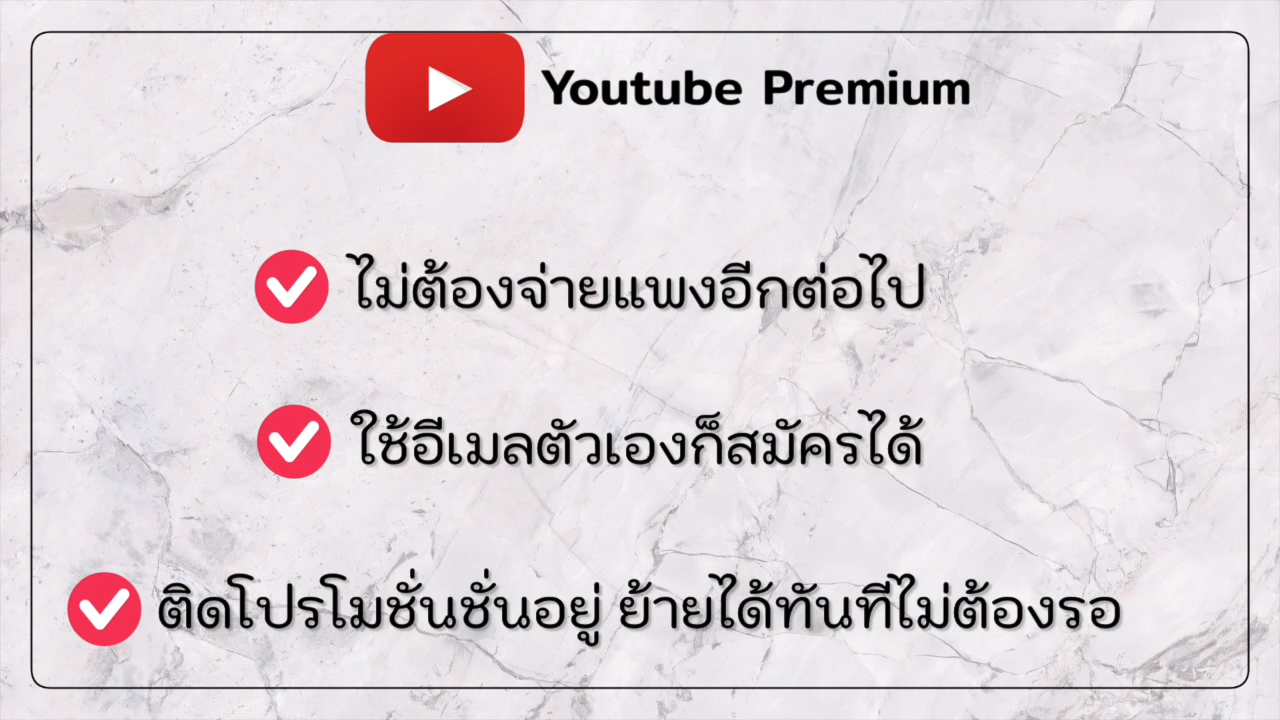 Youtube Premium
ไม่ต้องจ่ายแพงอีกต่อไป
ใช้อีเมลตัวเองก็สมัครได้
ติดโปรโมชั่นชั่นอยู่ ย้ายได้ทันทีไม่ต้องรอ